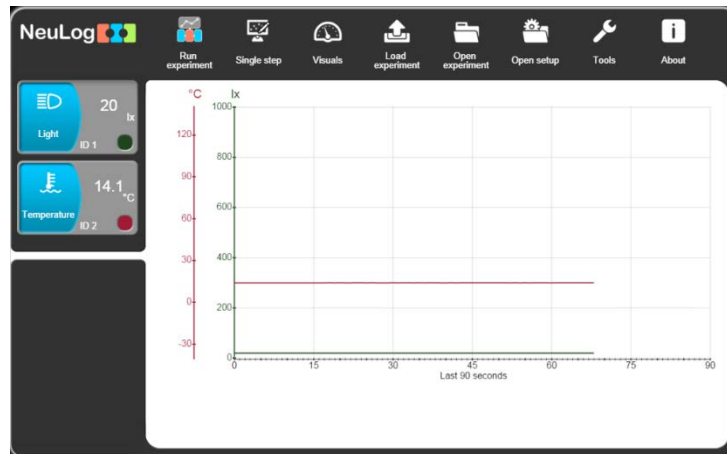 NeuLog
Run experiment
Single step
Visuals
Load experiment
Open experiment
Open setup
Tools
About
20 lx
Light
ID 1
14.1 °C
Temperature
ID 2
°C
lx
120
90
60
30
0
-30
1000
800
600
400
200
0
0 15 30 45 60 75 90
Last 90 seconds